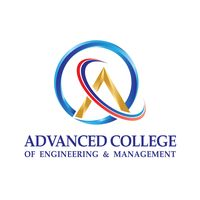 ADVANCED COLLEGE
OF ENGINEERING & MANAGEMENT